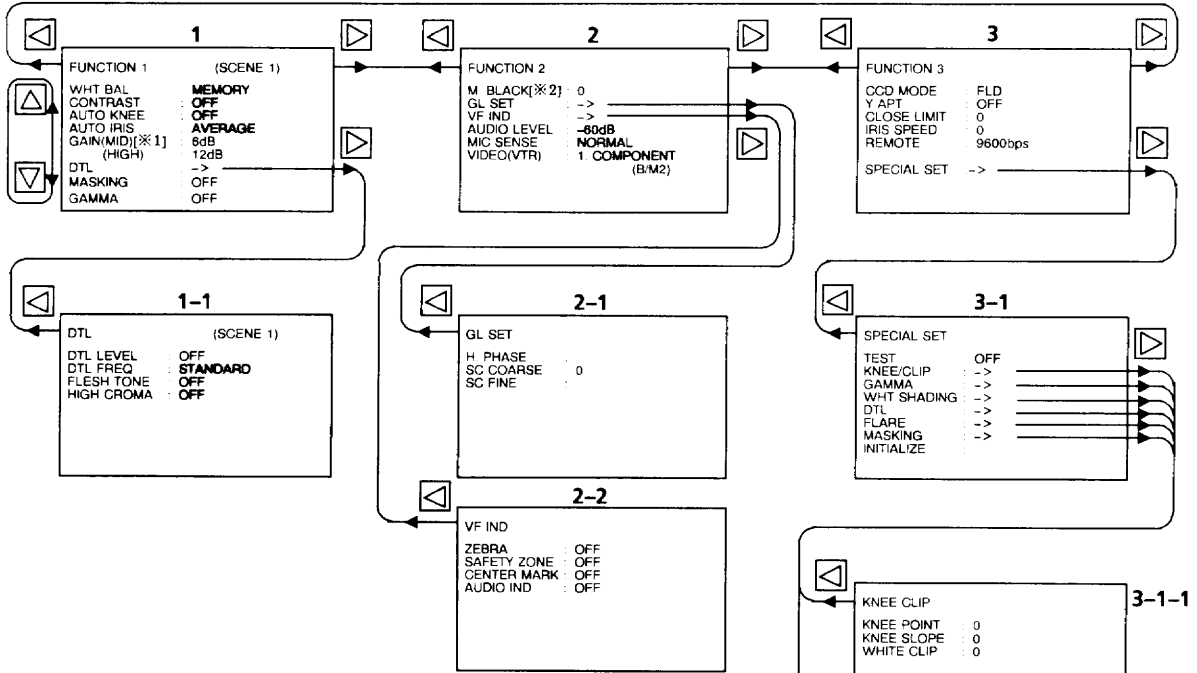 1
2
3
FUNCTION 1 (SCENE 1)
WHT BAL MEMORY
CONTRAST : OFF
AUTO KNEE : OFF
AUTO IRIS AVERAGE
GAIN(MID)[※1] 6dB
(HIGH) 12dB
DTL ->
MASKING OFF
GAMMA OFF
FUNCTION 2
M. BLACK[※2] : 0
GL SET : ->
VF IND : ->
AUDIO LEVEL : -60dB
MIC SENSE NORMAL
VIDEO(VTR) : 1. COMPONENT
(B/M2)
FUNCTION 3
CCD MODE : FLD
Y APT : OFF
CLOSE LIMIT : 0
IRIS SPEED : 0
REMOTE : 9600bps
SPECIAL SET ->
1-1
DTL (SCENE 1)
DTL LEVEL : OFF
DTL FREQ : STANDARD
FLESH TONE : OFF
HIGH CROMA : OFF
2-1
GL SET
H. PHASE :
SC COARSE : 0
SC FINE :
3-1
SPECIAL SET
TEST OFF
KNEE/CLIP : ->
GAMMA : ->
WHT SHADING : ->
DTL : ->
FLARE : ->
MASKING : ->
INITIALIZE :
2-2
VF IND
ZEBRA : OFF
SAFETY ZONE : OFF
CENTER MARK : OFF
AUDIO IND : OFF
3-1-1
KNEE CLIP
KNEE POINT : 0
KNEE SLOPE : 0
WHITE CLIP : 0